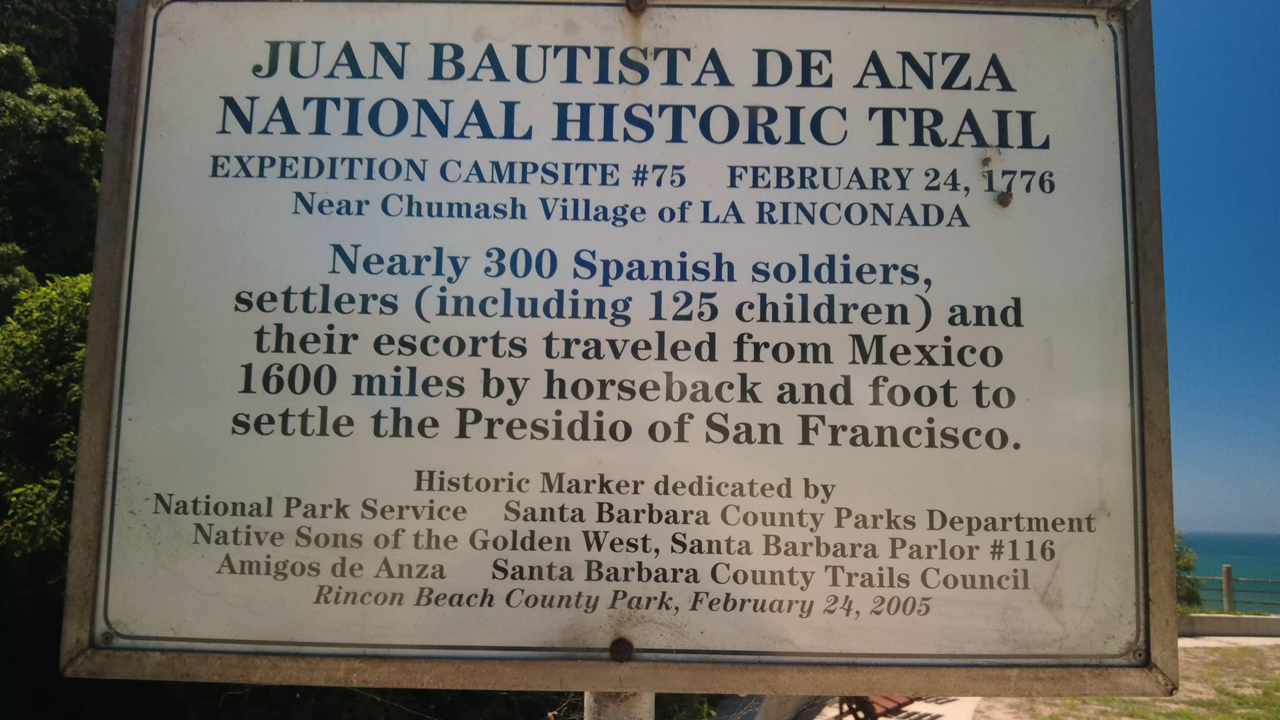 JUAN BAUTISTA DE ANZA
NATIONAL HISTORIC TRAIL
EXPEDITION CAMPSITE #75 FEBRUARY 24, 1776
Near Chumash Village of LA RINCONADA
Nearly 300 Spanish soldiers,
settlers (including 125 children) and
their escorts traveled from Mexico
1600 miles by horseback and foot to
settle the Presidio of San Francisco.
Historic Marker dedicated by
National Park Service Santa Barbara County Parks Department
Native Sons of the Golden West, Santa Barbara Parlor #116
Amigos de Anza Santa Barbara County Trails Council
Rincon Beach County Park, February 24, 2005